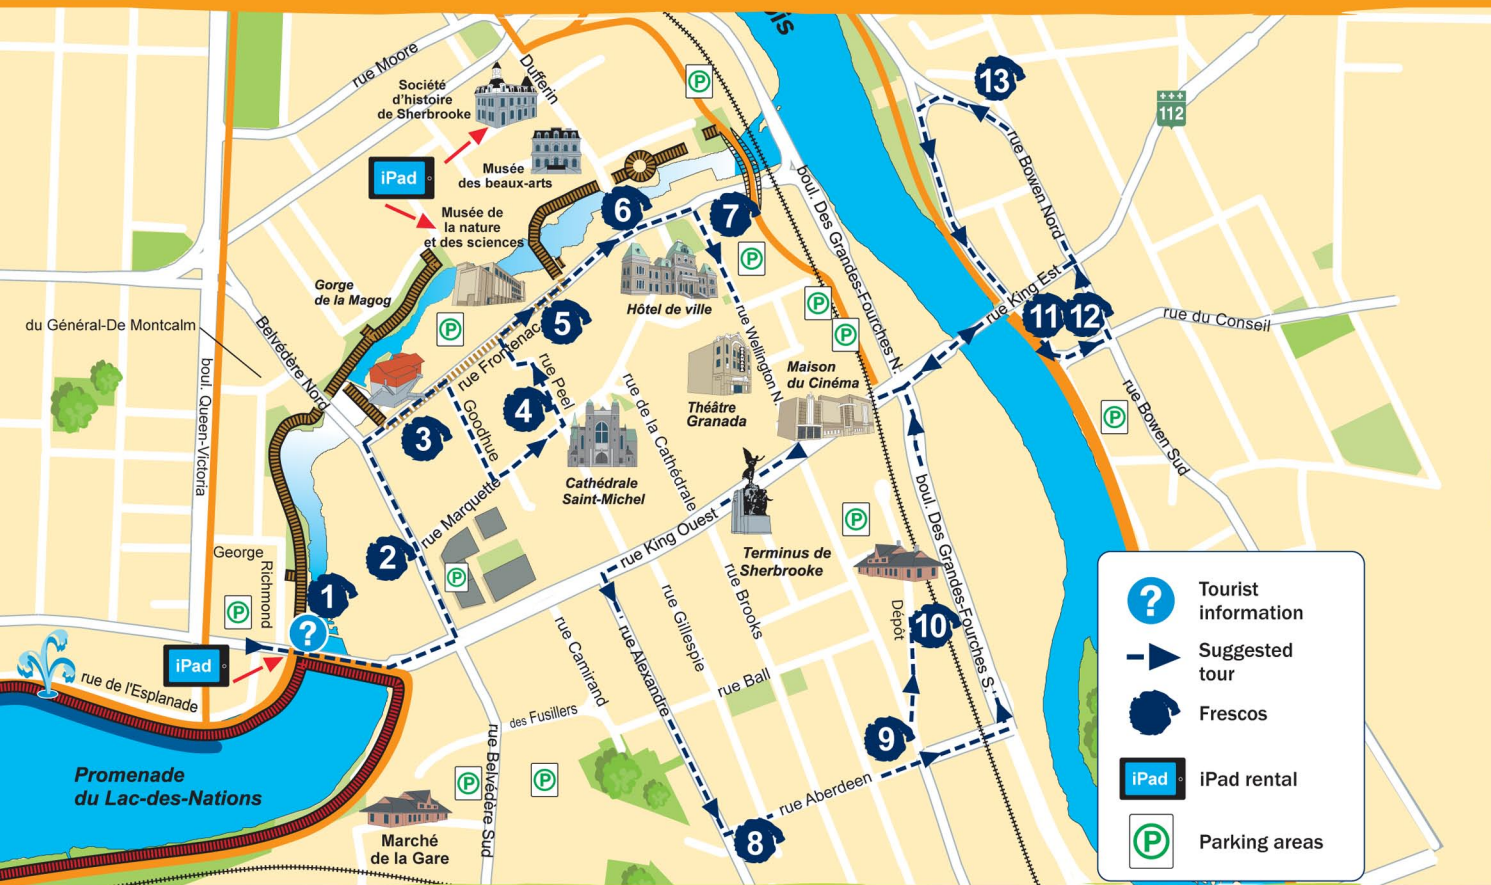 ois
13
rue Moore
Dufferin
Société
d'histoire
de Sherbrooke
P
+++
112
iPad
Musée
des beaux-arts
rue Bowen Nord
boul. Des Grandes-Fourches N.
Musée de
la nature
et des sciences
6
7
P
Gorge
de la Magog
Hôtel de ville
rue King Est
du Général-De Montcalm
P
5
P
P
11
12
rue du Conseil
Belvédère Nord
rue Frontenac
rue Wellington N.
boul. Queen-Victoria
rue Peel
Maison
du Cinéma
3
Goodhue
4
rue de la Cathédrale
Théâtre
Granada
P
rue Bowen Sud
Cathédrale
Saint-Michel
rue Marquette
rue King Ouest
boul. Des Grandes-Fourches S.
P
2
George
Richmond
P
Terminus de
Sherbrooke
1
P
?
rue Brooks
rue Gillespie
Dépôt
10
iPad
rue Camirand
rue Alexandre
rue de l'Esplanade
rue Ball
des Fusillers
9
rue Belvédère Sud
Promenade
du Lac-des-Nations
P
P
rue Aberdeen
8
Marché
de la Gare
?
Tourist
information
Suggested
tour
Frescos
iPad
iPad rental
P
Parking areas